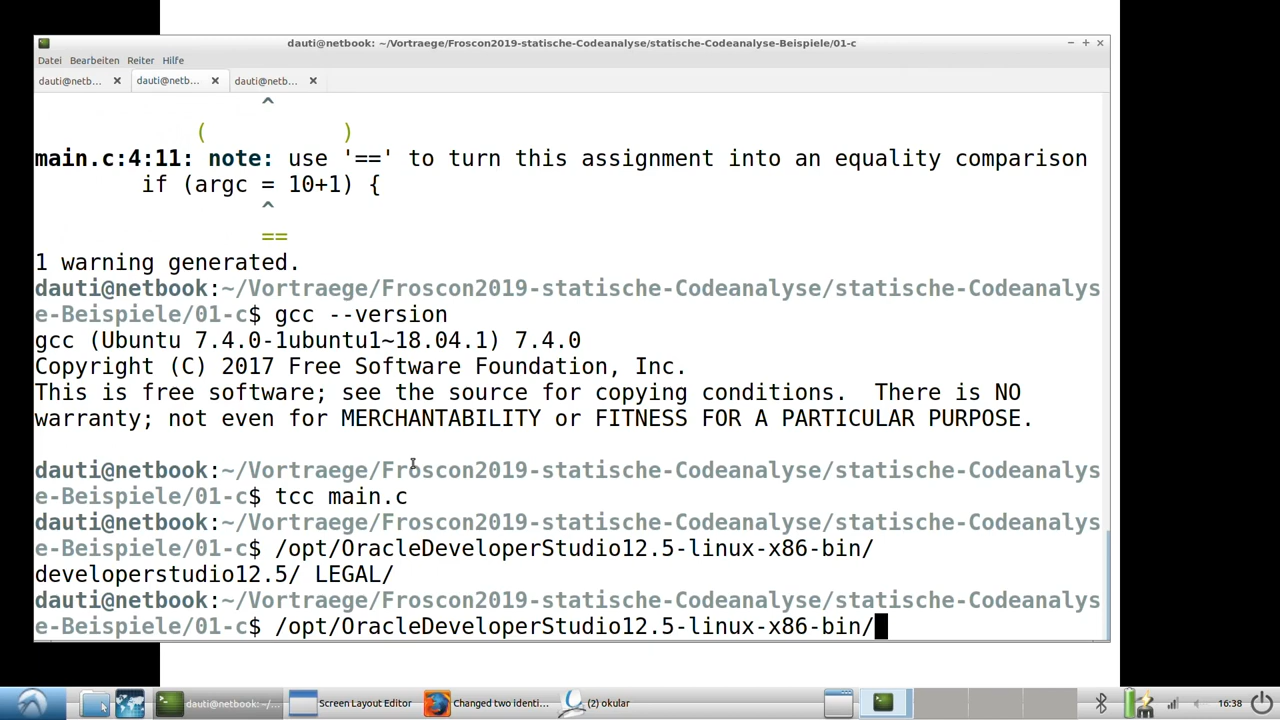 dauti@netbook: ~/Vortraege/Froscon2019-statische-Codeanalyse/statische-Codeanalyse-Beispiele/01-c
Datei Bearbeiten Reiter Hilfe
dauti@netb... dauti@netb... dauti@netb...
^
( )
main.c:4:11: note: use '==' to turn this assignment into an equality comparison
if (argc = 10+1) {
^
==
1 warning generated.
dauti@netbook:~/Vortraege/Froscon2019-statische-Codeanalyse/statische-Codeanalys
e-Beispiele/01-c$ gcc --version
gcc (Ubuntu 7.4.0-1ubuntu1~18.04.1) 7.4.0
Copyright (C) 2017 Free Software Foundation, Inc.
This is free software; see the source for copying conditions.  There is NO
warranty; not even for MERCHANTABILITY or FITNESS FOR A PARTICULAR PURPOSE.
dauti@netbook:~/Vortraege/Froscon2019-statische-Codeanalyse/statische-Codeanalys
e-Beispiele/01-c$ tcc main.c
dauti@netbook:~/Vortraege/Froscon2019-statische-Codeanalyse/statische-Codeanalys
e-Beispiele/01-c$ /opt/OracleDeveloperStudio12.5-linux-x86-bin/
developerstudio12.5/ LEGAL/
dauti@netbook:~/Vortraege/Froscon2019-statische-Codeanalyse/statische-Codeanalys
e-Beispiele/01-c$ /opt/OracleDeveloperStudio12.5-linux-x86-bin/
dauti@netbook: ~/... Screen Layout Editor Changed two identi... (2) okular 16:38